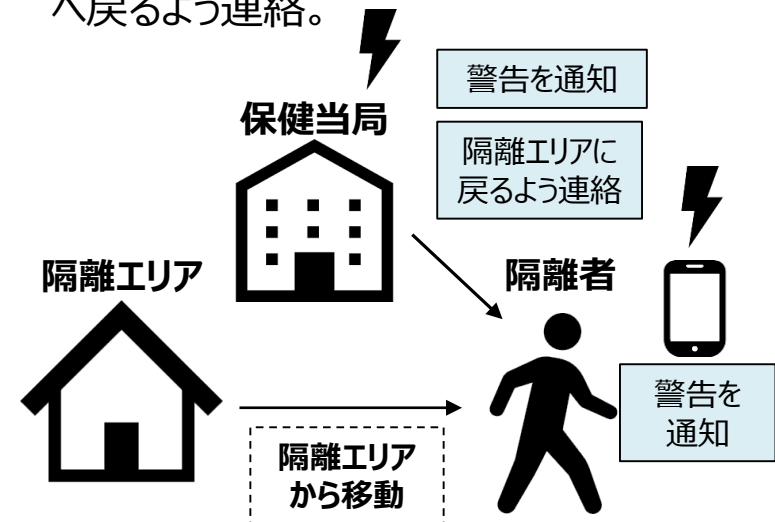 へ戻るよう連絡。
警告を通知
保健当局
隔離エリアに
戻るよう連絡
隔離エリア
隔離者
警告を
通知
隔離エリア
から移動